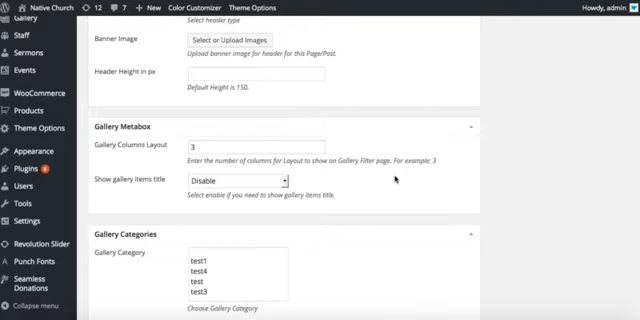 Native Church 12 7 + New Color Customizer Theme Options Howdy, admin
Gallery
Staff
Sermons
Events
WooCommerce
Products
Theme Options
Appearance
Plugins 8
Users
Tools
Settings
Revolution Slider
Punch Fonts
Seamless
Donations
Collapse menu
Select header type
Banner Image Select or Upload Images
Upload banner image for header for this Page/Post.
Header Height in px
Default Height is 150.
Gallery Metabox
Gallery Columns Layout 3
Enter the number of columns for Layout to show on Gallery Filter page. For example: 3
Show gallery items title Disable
Select enable if you need to show gallery items title.
Gallery Categories
Gallery Category
test1
test4
test
test3
Choose Gallery Category